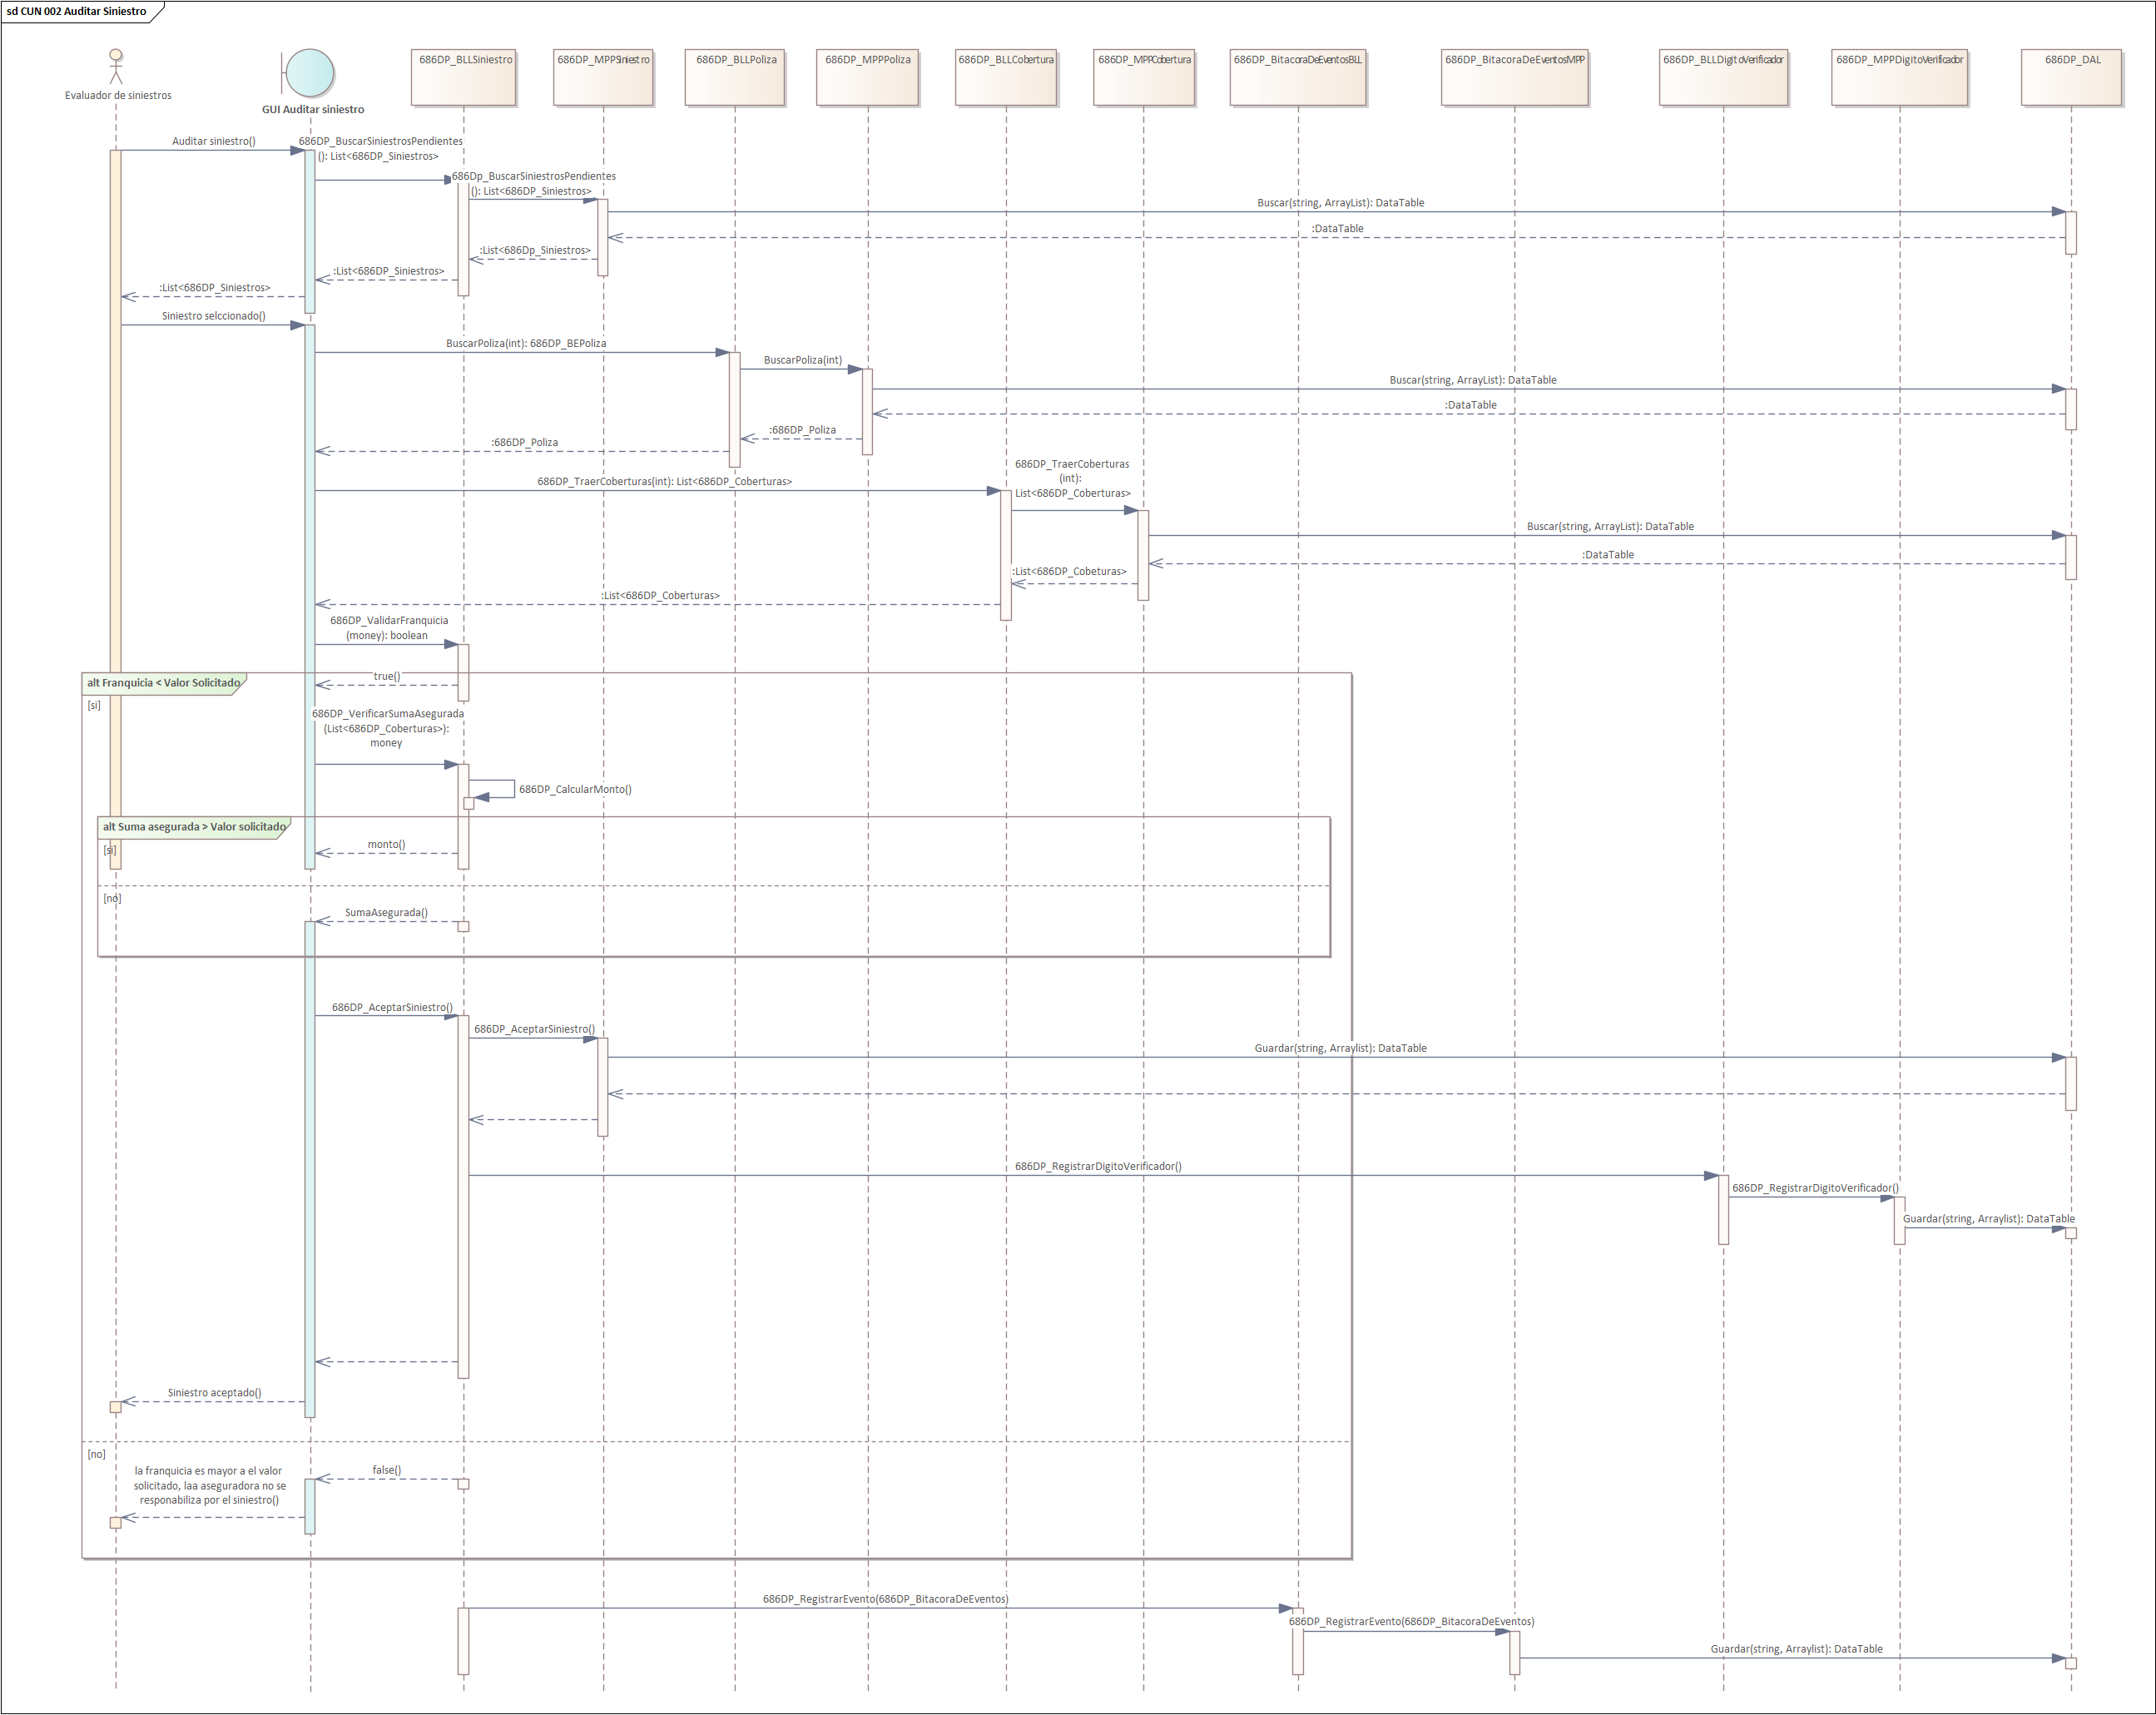 sd CUN 002 Auditar Siniestro
Evaluador de siniestros
GUI Auditar siniestro
686DP_BLLSiniestro
686DP_MPPSiniestro
686DP_BLLPoliza
686DP_MPPPoliza
686DP_BLLCobertura
686DP_MPPCobertura
686DP_BitacoraDeEventosBLL
686DP_BitacoraDeEventosMPP
686DP_BLLDigitoVerificador
686DP_MPPDigitoVerificador
686DP_DAL
Auditar siniestro()
686DP_BuscarSiniestrosPendientes
(): List<686DP_Siniestros>
686Dp_BuscarSiniestrosPendientes
(): List<686DP_Siniestros>
Buscar(string, ArrayList): DataTable
:DataTable
:List<686Dp_Siniestros>
:List<686DP_Siniestros>
:List<686DP_Siniestros>
Siniestro selccionado()
BuscarPoliza(int): 686DP_BEPoliza
BuscarPoliza(int)
Buscar(string, ArrayList): DataTable
:DataTable
:686DP_Poliza
:686DP_Poliza
686DP_TraerCoberturas(int): List<686DP_Coberturas>
686DP_TraerCoberturas
(int):
List<686DP_Coberturas>
Buscar(string, ArrayList): DataTable
:DataTable
:List<686DP_Cobeturas>
:List<686DP_Coberturas>
686DP_ValidarFranquicia
(money): boolean
alt Franquicia < Valor Solicitado
true()
[si]
686DP_VerificarSumaAsegurada
(List<686DP_Coberturas>):
money
686DP_CalcularMonto()
alt Suma asegurada > Valor solicitado
[si]
monto()
[no]
SumaAsegurada()
686DP_AceptarSiniestro()
686DP_AceptarSiniestro()
Guardar(string, Arraylist): DataTable
686DP_RegistrarDigitoVerificador()
686DP_RegistrarDigitoVerificador()
Guardar(string, Arraylist): DataTable
Siniestro aceptado()
[no]
false()
la franquicia es mayor a el valor
solicitado, laa aseguradora no se
responabiliza por el siniestro()
686DP_RegistrarEvento(686DP_BitacoraDeEventos)
686DP_RegistrarEvento(686DP_BitacoraDeEventos)
Guardar(string, Arraylist): DataTable